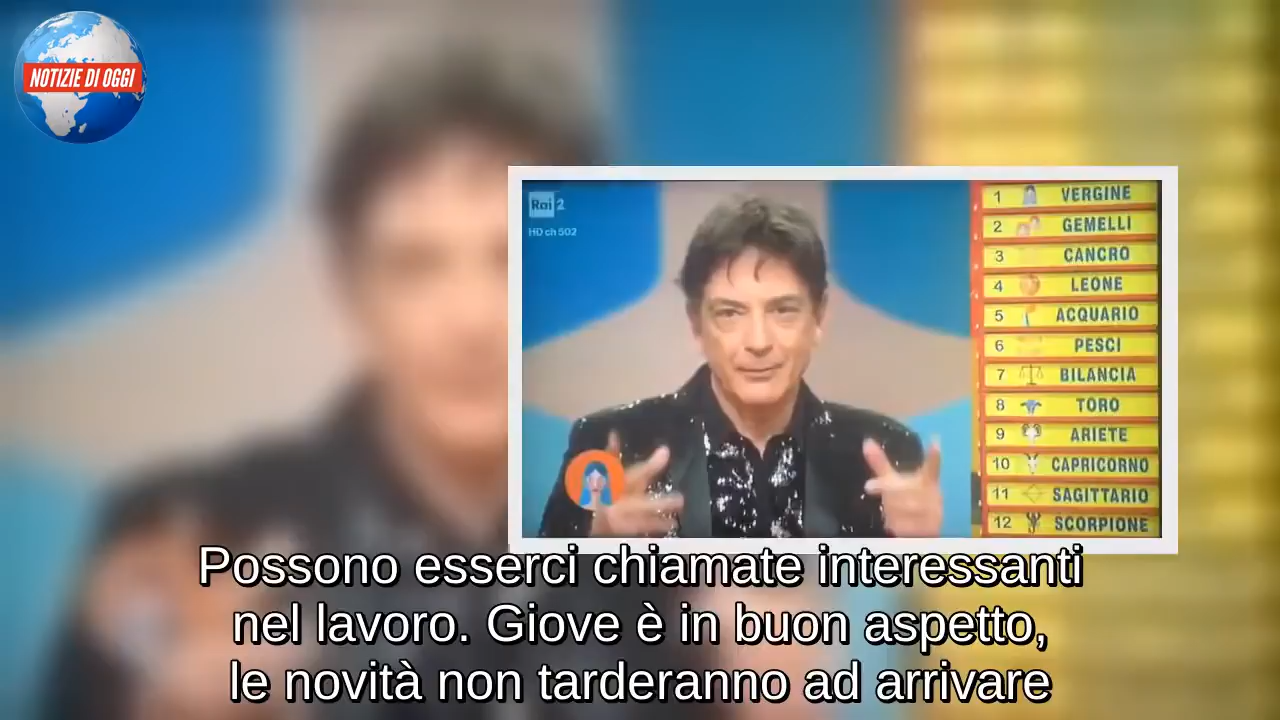 NOTIZIE DI OGGI
Rai 2
HD ch 502
1 VERGINE
2 GEMELLI
3 CANCRO
4 LEONE
5 ACQUARIO
6 PESCI
7 BILANCIA
8 TORO
9 ARIETE
10 CAPRICORNO
11 SAGITTARIO
12 SCORPIONE
Possono esserci chiamate interessanti
nel lavoro. Giove è in buon aspetto,
le novità non tarderanno ad arrivare